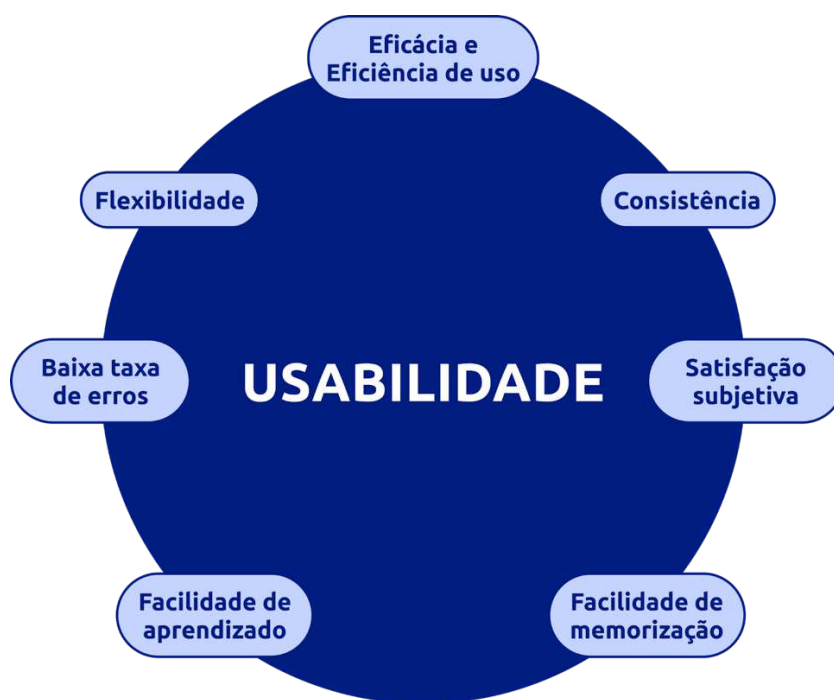 Eficácia e
Eficiência de uso
Flexibilidade
Consistência
Baixa taxa
de erros
USABILIDADE
Satisfação
subjetiva
Facilidade de
aprendizado
Facilidade de
memorização